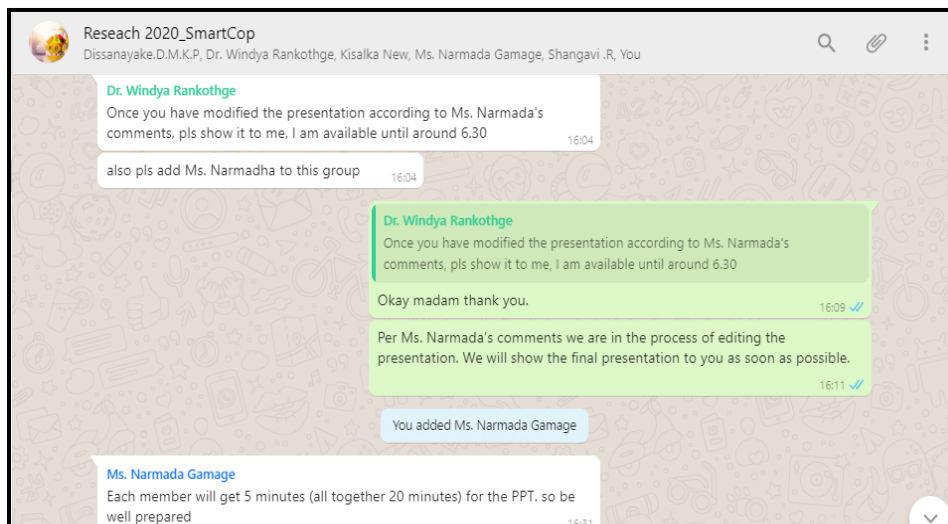 Reseach 2020_SmartCop
Dissanayake.D.M.K.P, Dr. Windya Rankothge, Kisalka New, Ms. Narmada Gamage, Shangavi .R, You
Dr. Windya Rankothge
Once you have modified the presentation according to Ms. Narmada's
comments, pls show it to me, I am available until around 6.30
16:04
also pls add Ms. Narmadha to this group
16:04
Dr. Windya Rankothge
Once you have modified the presentation according to Ms. Narmada's
comments, pls show it to me, I am available until around 6.30
Okay madam thank you.
16:09
Per Ms. Narmada's comments we are in the process of editing the
presentation. We will show the final presentation to you as soon as possible.
16:11
You added Ms. Narmada Gamage
Ms. Narmada Gamage
Each member will get 5 minutes (all together 20 minutes) for the PPT. so be
well prepared
16:31